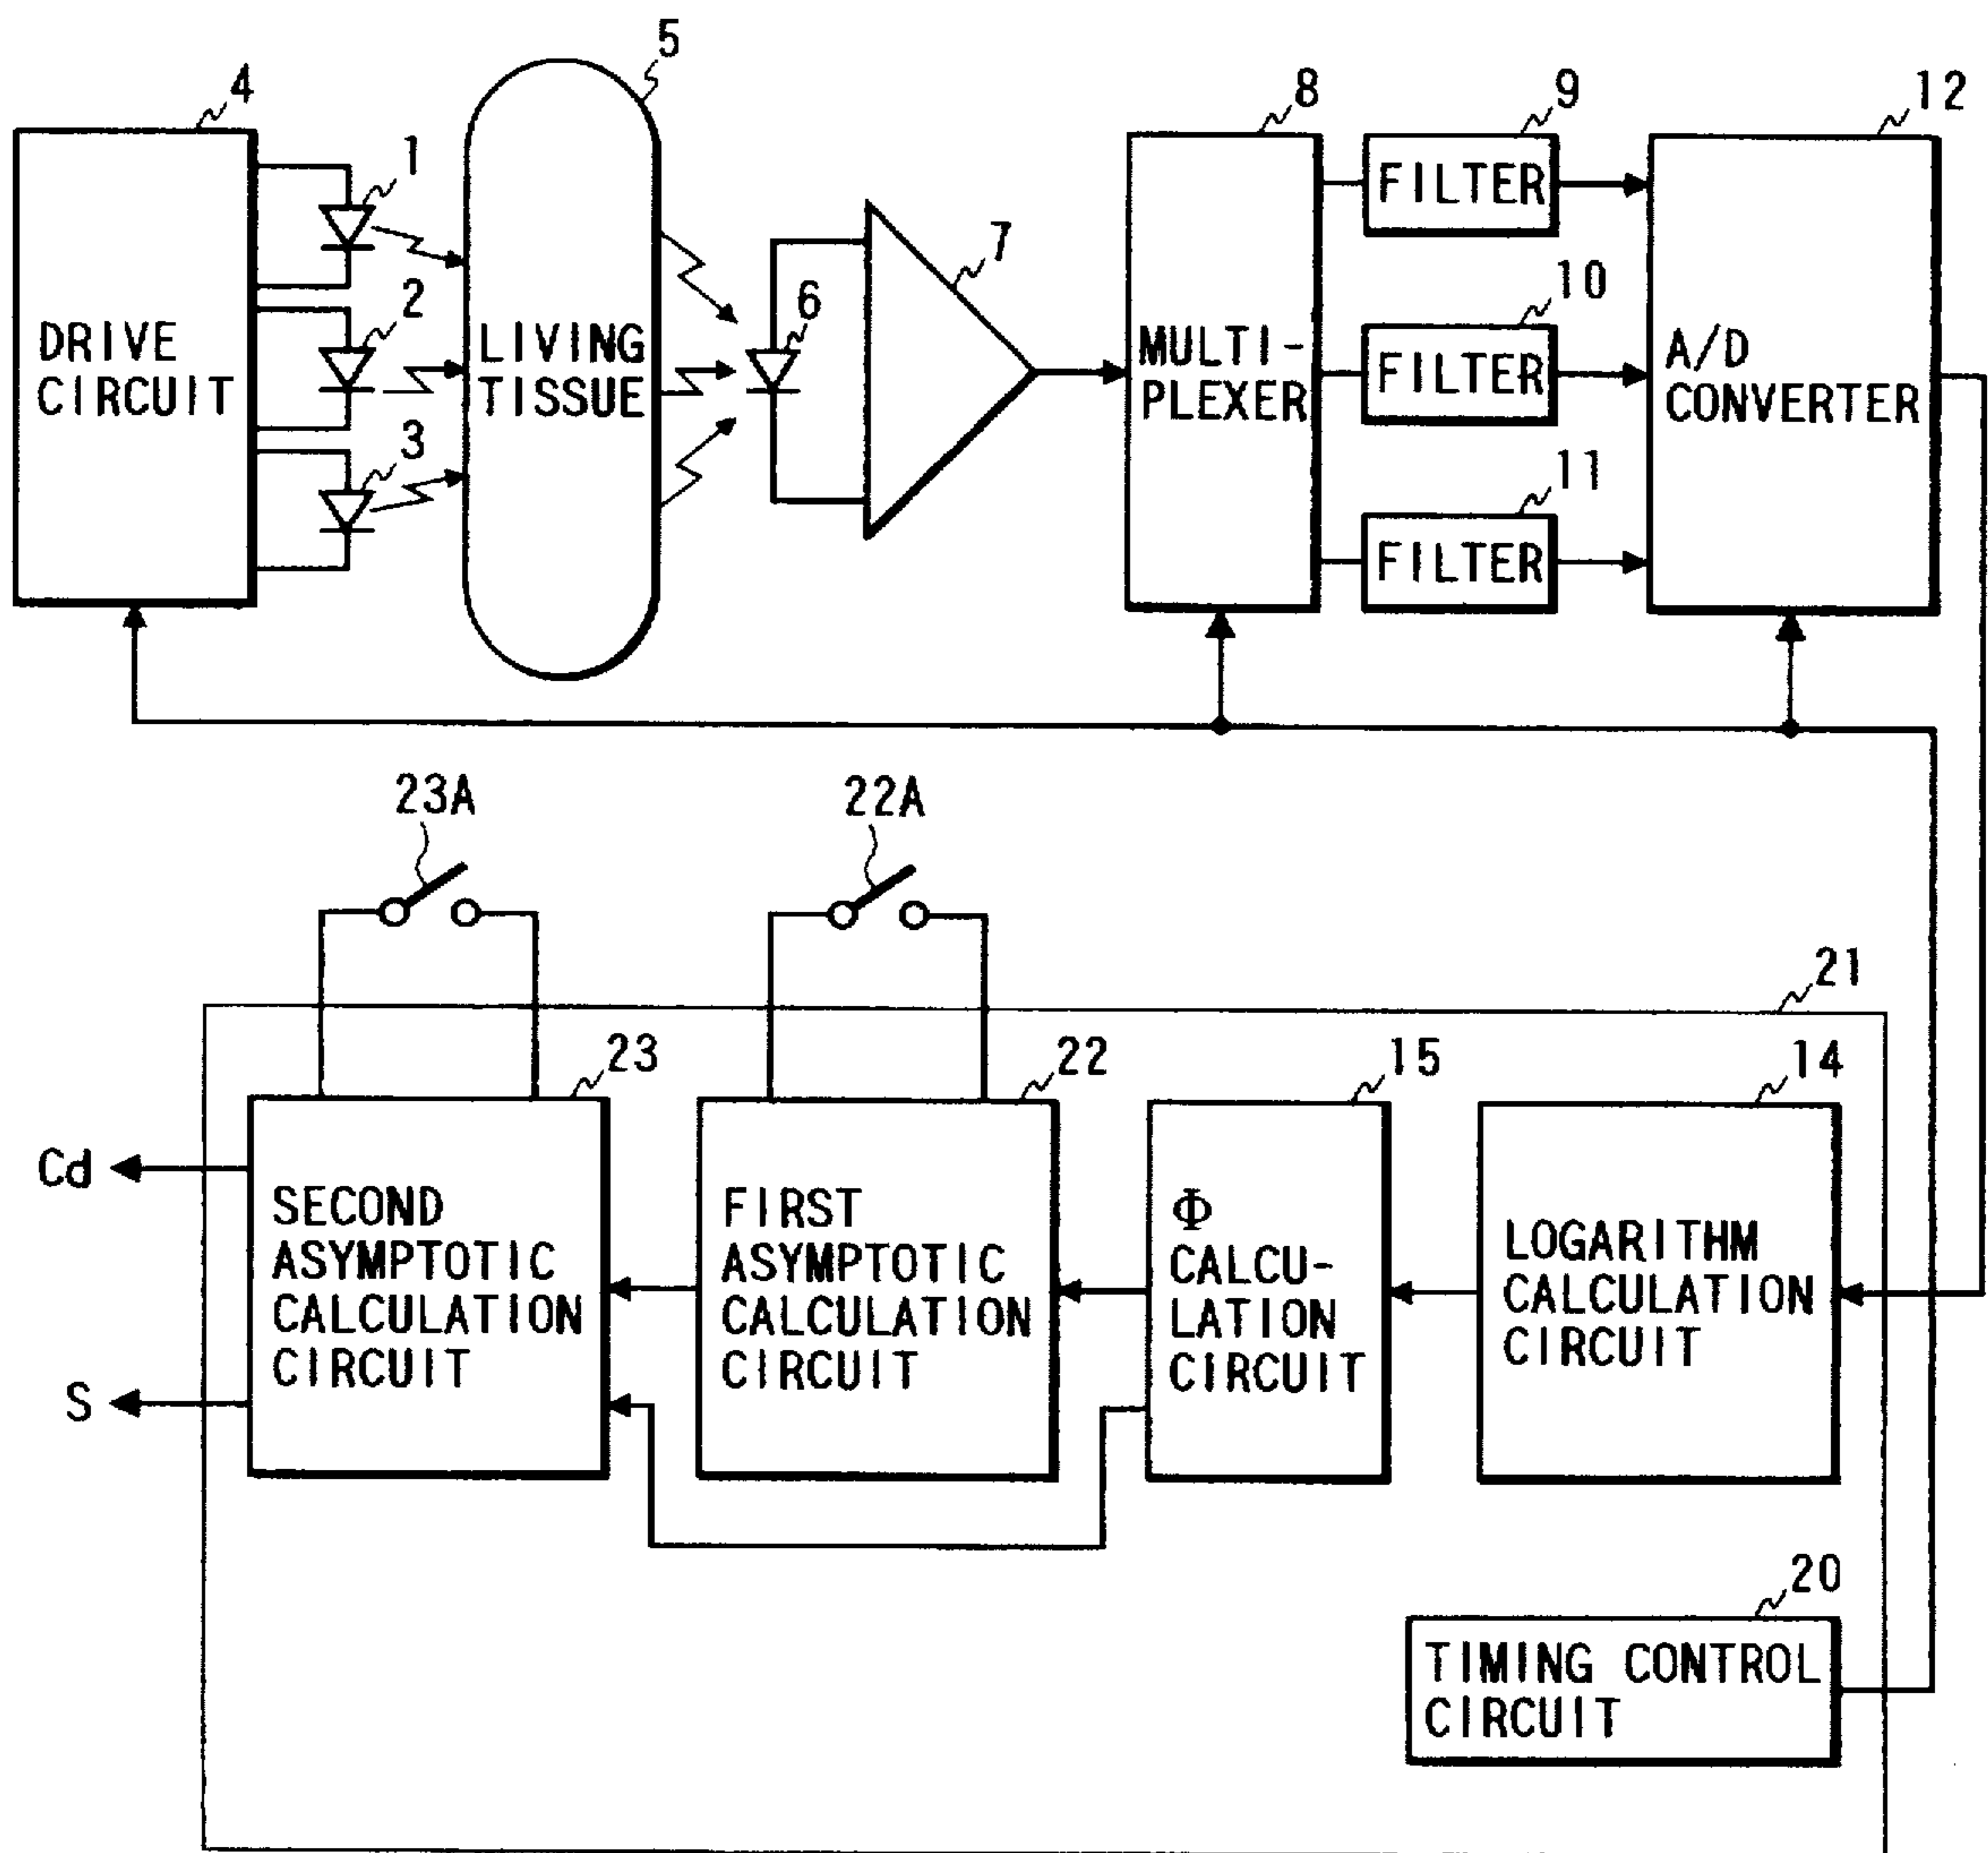 5
4
8
9
12
1
FILTER
7
2
6
10
DRIVE
CIRCUIT
LIVING
TISSUE
MULTI-
PLEXER
FILTER
A/D
CONVERTER
3
11
FILTER
23A
22A
21
23
22
15
14
Cd
SECOND
ASYMPTOTIC
CALCULATION
CIRCUIT
FIRST
ASYMPTOTIC
CALCULATION
CIRCUIT
Φ
CALCU-
LATION
CIRCUIT
LOGARITHM
CALCULATION
CIRCUIT
S
20
TIMING CONTROL
CIRCUIT